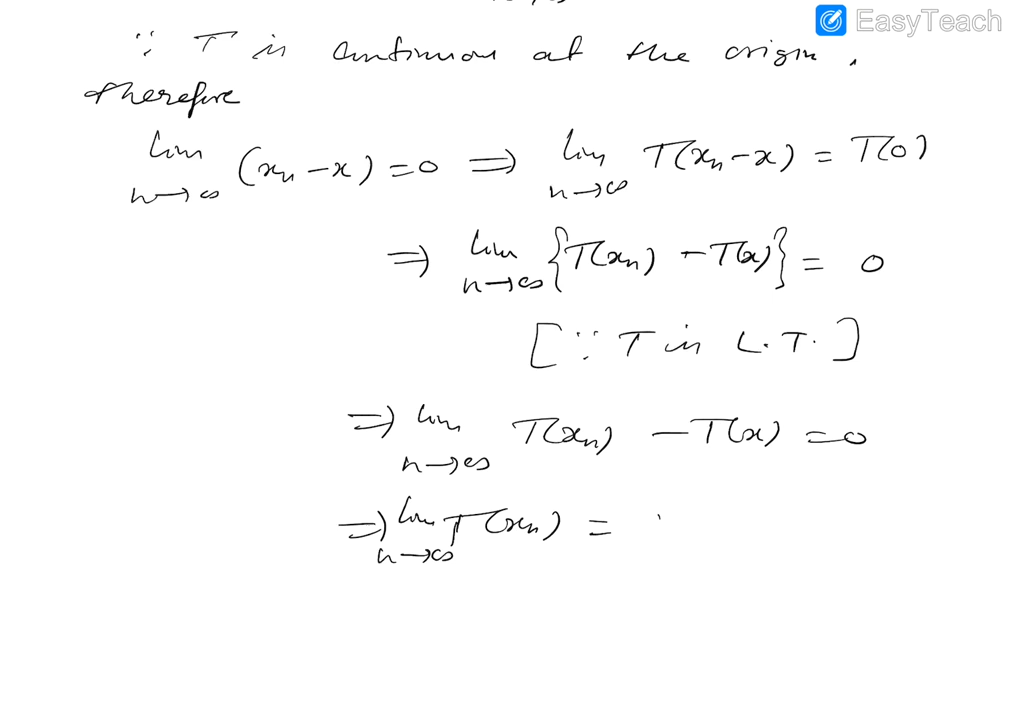 EasyTeach
∵ T is continuous at the origin,
therefore
lim n→∞ (xn - x) = 0 ⇒ lim n→∞ T(xn - x) = T(0)
⇒ lim n→∞ {T(xn) - T(x)} = 0
[∵ T is L.T.]
⇒ lim n→∞ T(xn) - T(x) = 0
⇒ lim n→∞ T(xn) =